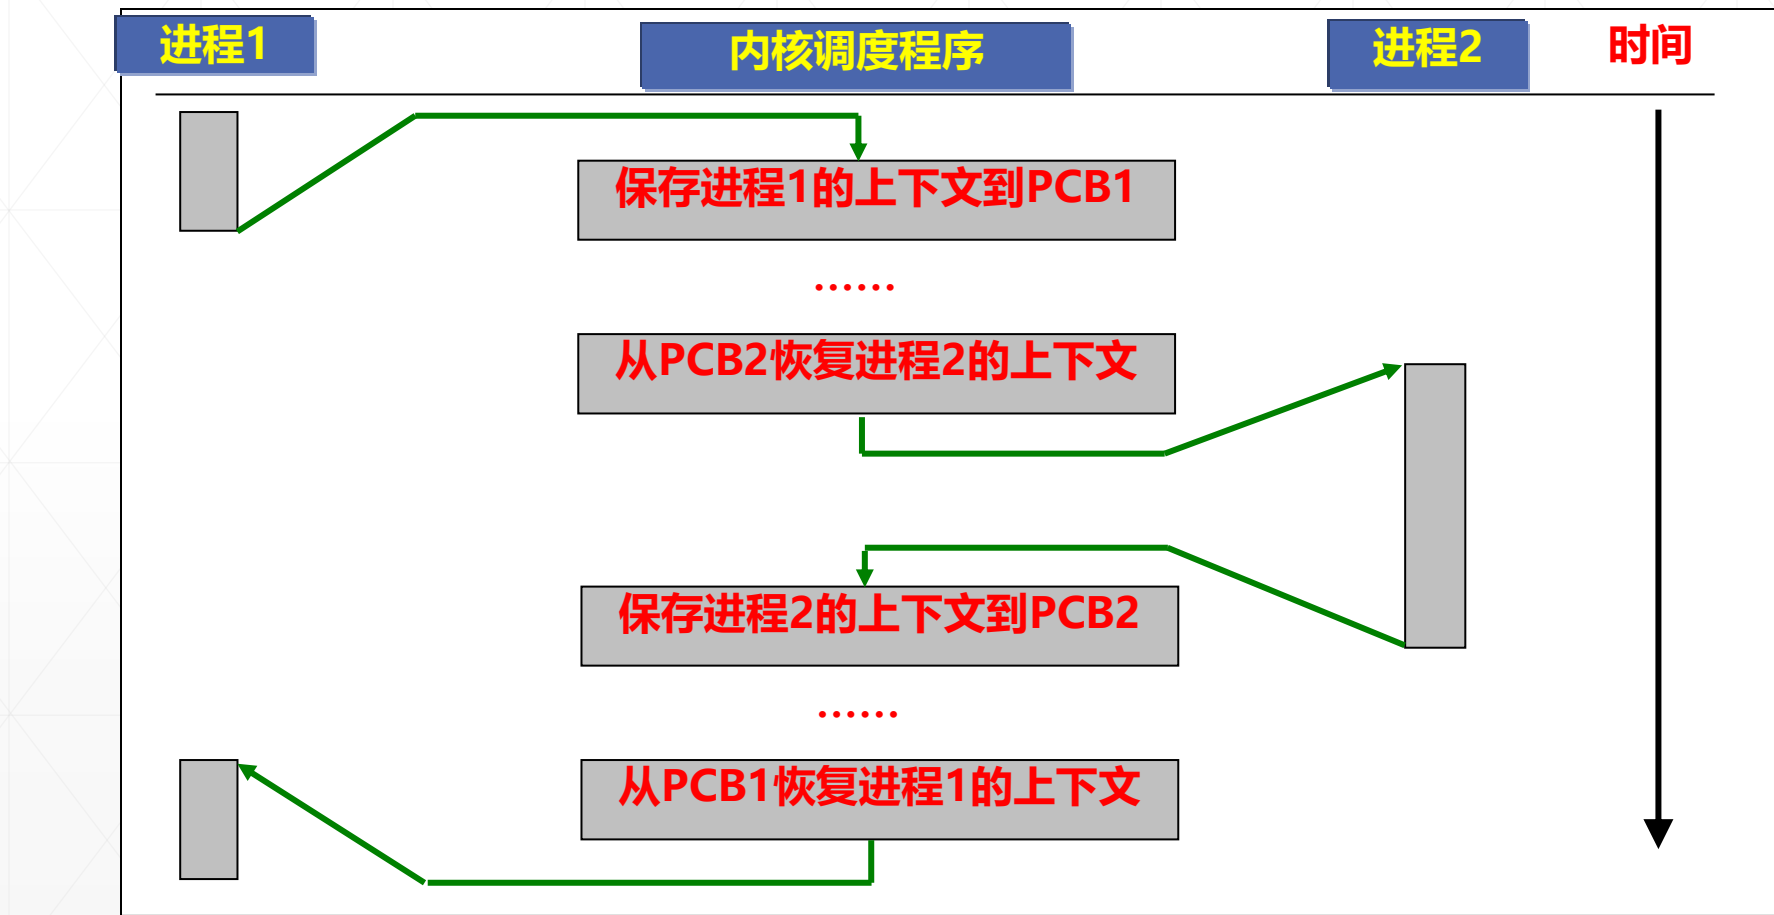 进程1
内核调度程序
进程2
时间
保存进程1的上下文到PCB1
……
从PCB2恢复进程2的上下文
保存进程2的上下文到PCB2
……
从PCB1恢复进程1的上下文